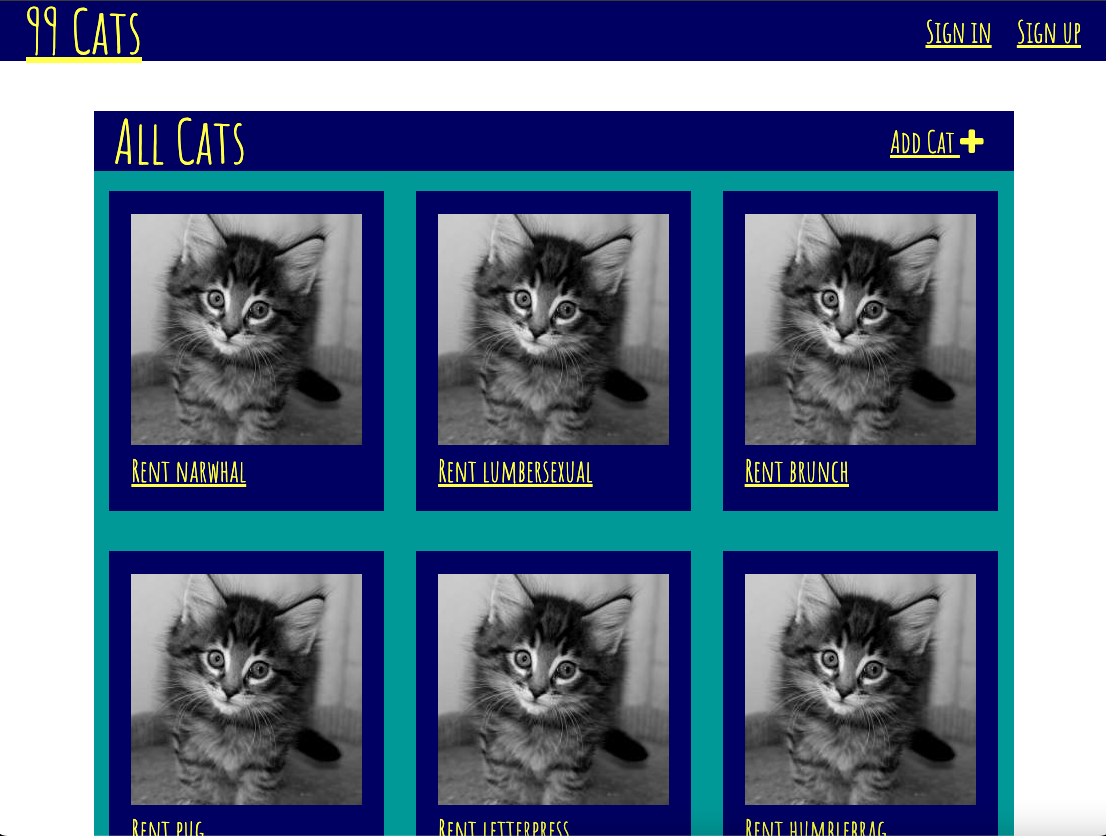 99 Cats
Sign in Sign up
All Cats
Add Cat
Rent narwhal
Rent lumbersexual
Rent brunch
Rent pug
Rent letterpress
Rent humblebrag